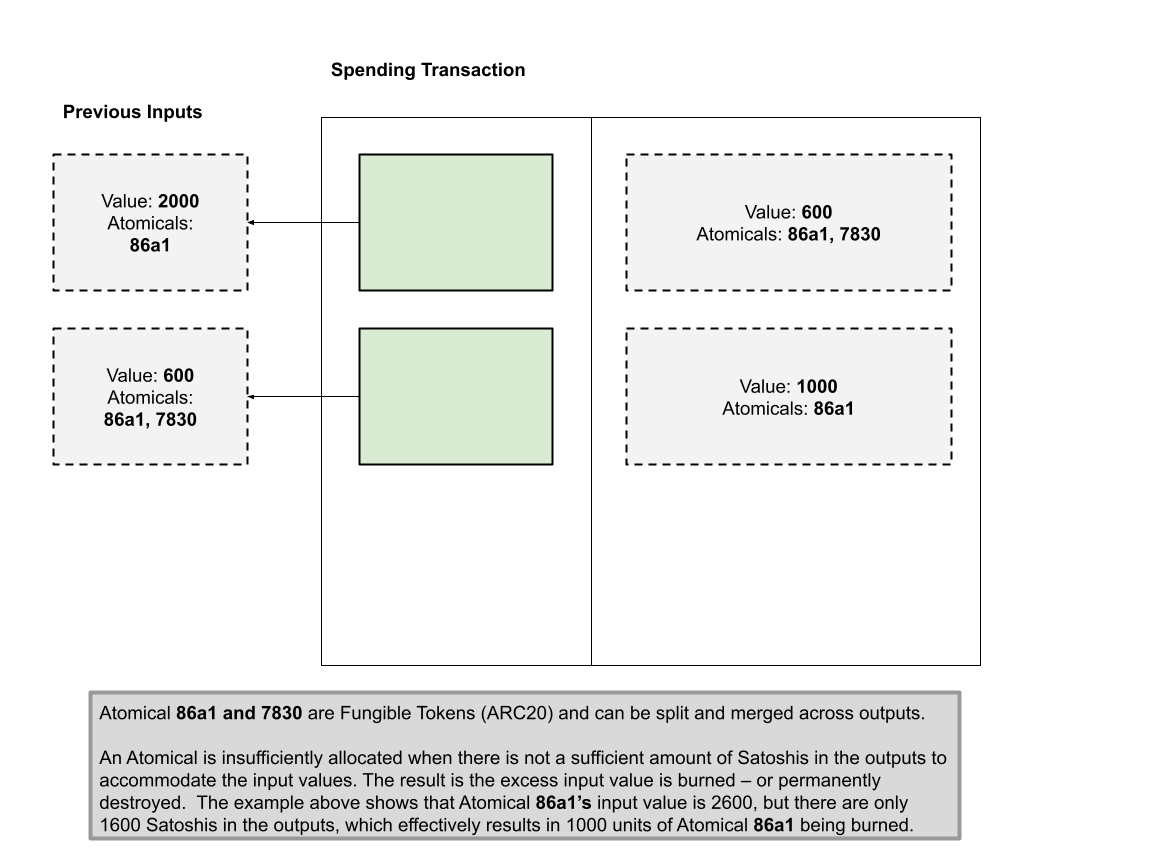 Spending Transaction
Previous Inputs
Value: 2000
Atomicals:
86a1
Value: 600
Atomicals: 86a1, 7830
Value: 600
Atomicals:
86a1, 7830
Value: 1000
Atomicals: 86a1
Atomical 86a1 and 7830 are Fungible Tokens (ARC20) and can be split and merged across outputs.
An Atomical is insufficiently allocated when there is not a sufficient amount of Satoshis in the outputs to
accommodate the input values. The result is the excess input value is burned – or permanently
destroyed.  The example above shows that Atomical 86a1’s input value is 2600, but there are only
1600 Satoshis in the outputs, which effectively results in 1000 units of Atomical 86a1 being burned.